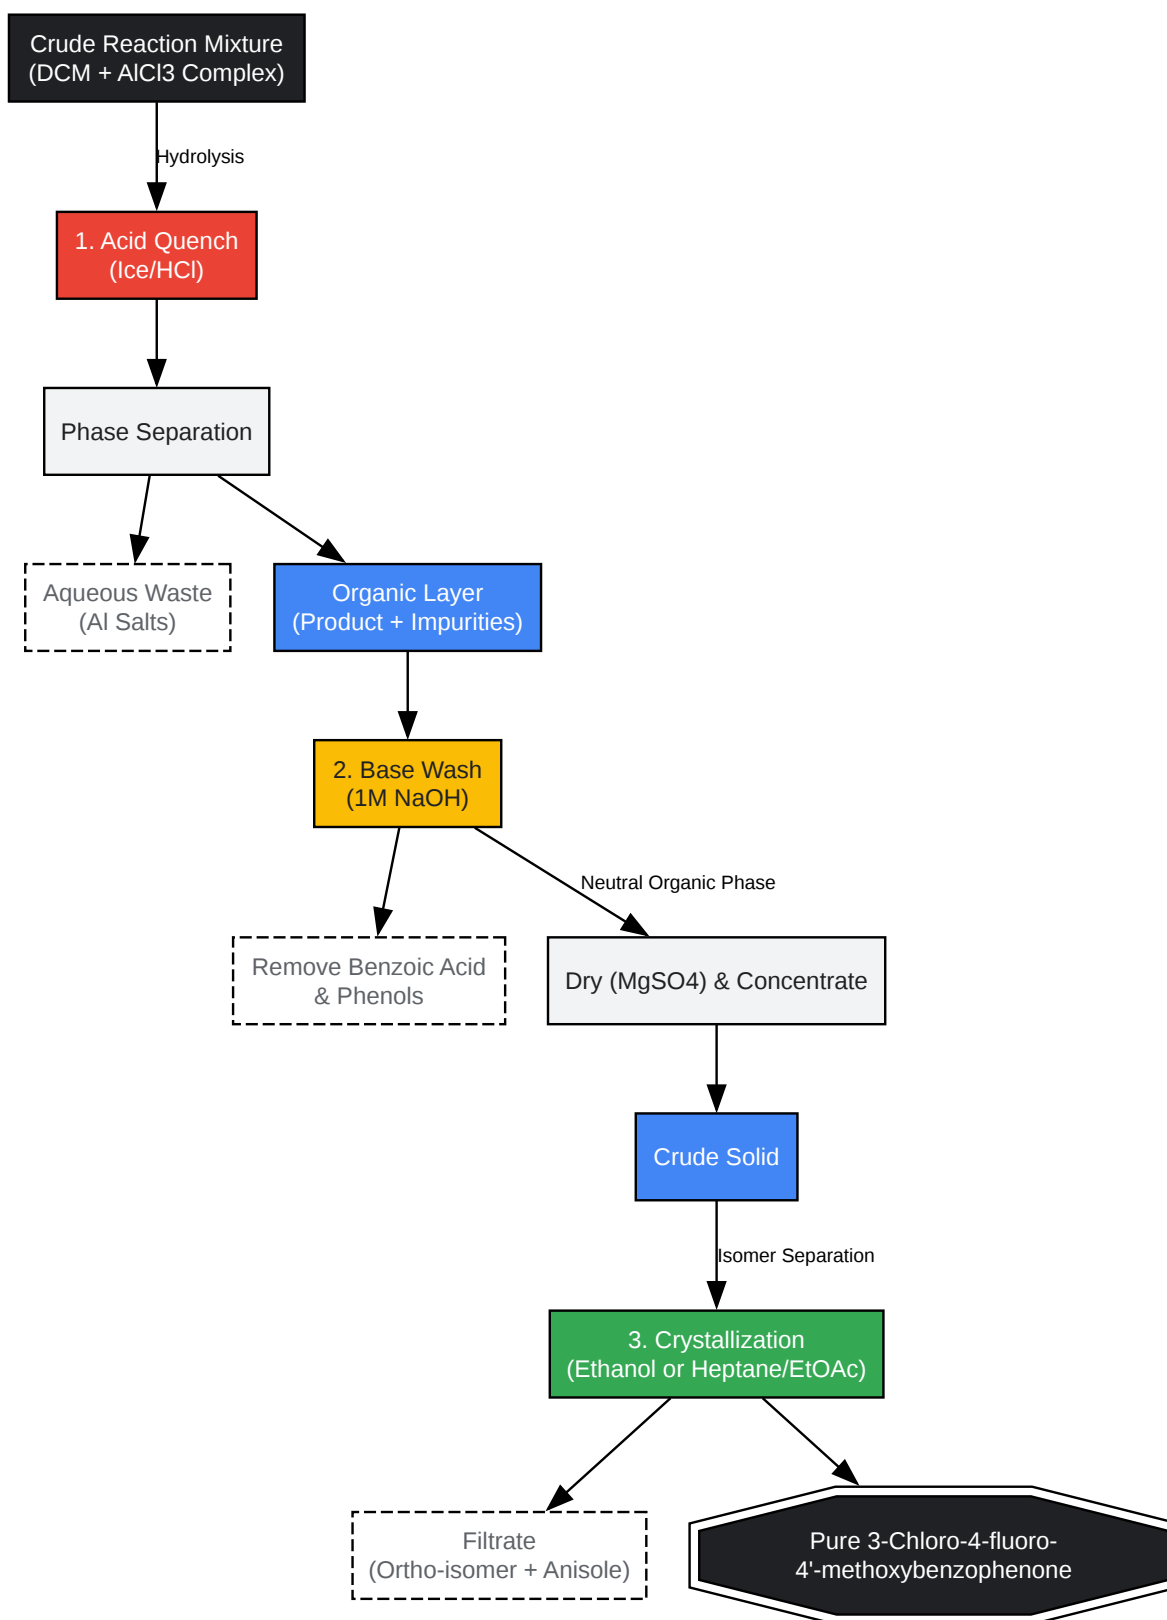 Crude Reaction Mixture
(DCM + AlCl3 Complex)
Hydrolysis
1. Acid Quench
(Ice/HCl)
Phase Separation
Aqueous Waste
(Al Salts)
Organic Layer
(Product + Impurities)
2. Base Wash
(1M NaOH)
Neutral Organic Phase
Remove Benzoic Acid
& Phenols
Dry (MgSO4) & Concentrate
Crude Solid
Isomer Separation
3. Crystallization
(Ethanol or Heptane/EtOAc)
Filtrate
(Ortho-isomer + Anisole)
Pure 3-Chloro-4-fluoro-
4'-methoxybenzophenone